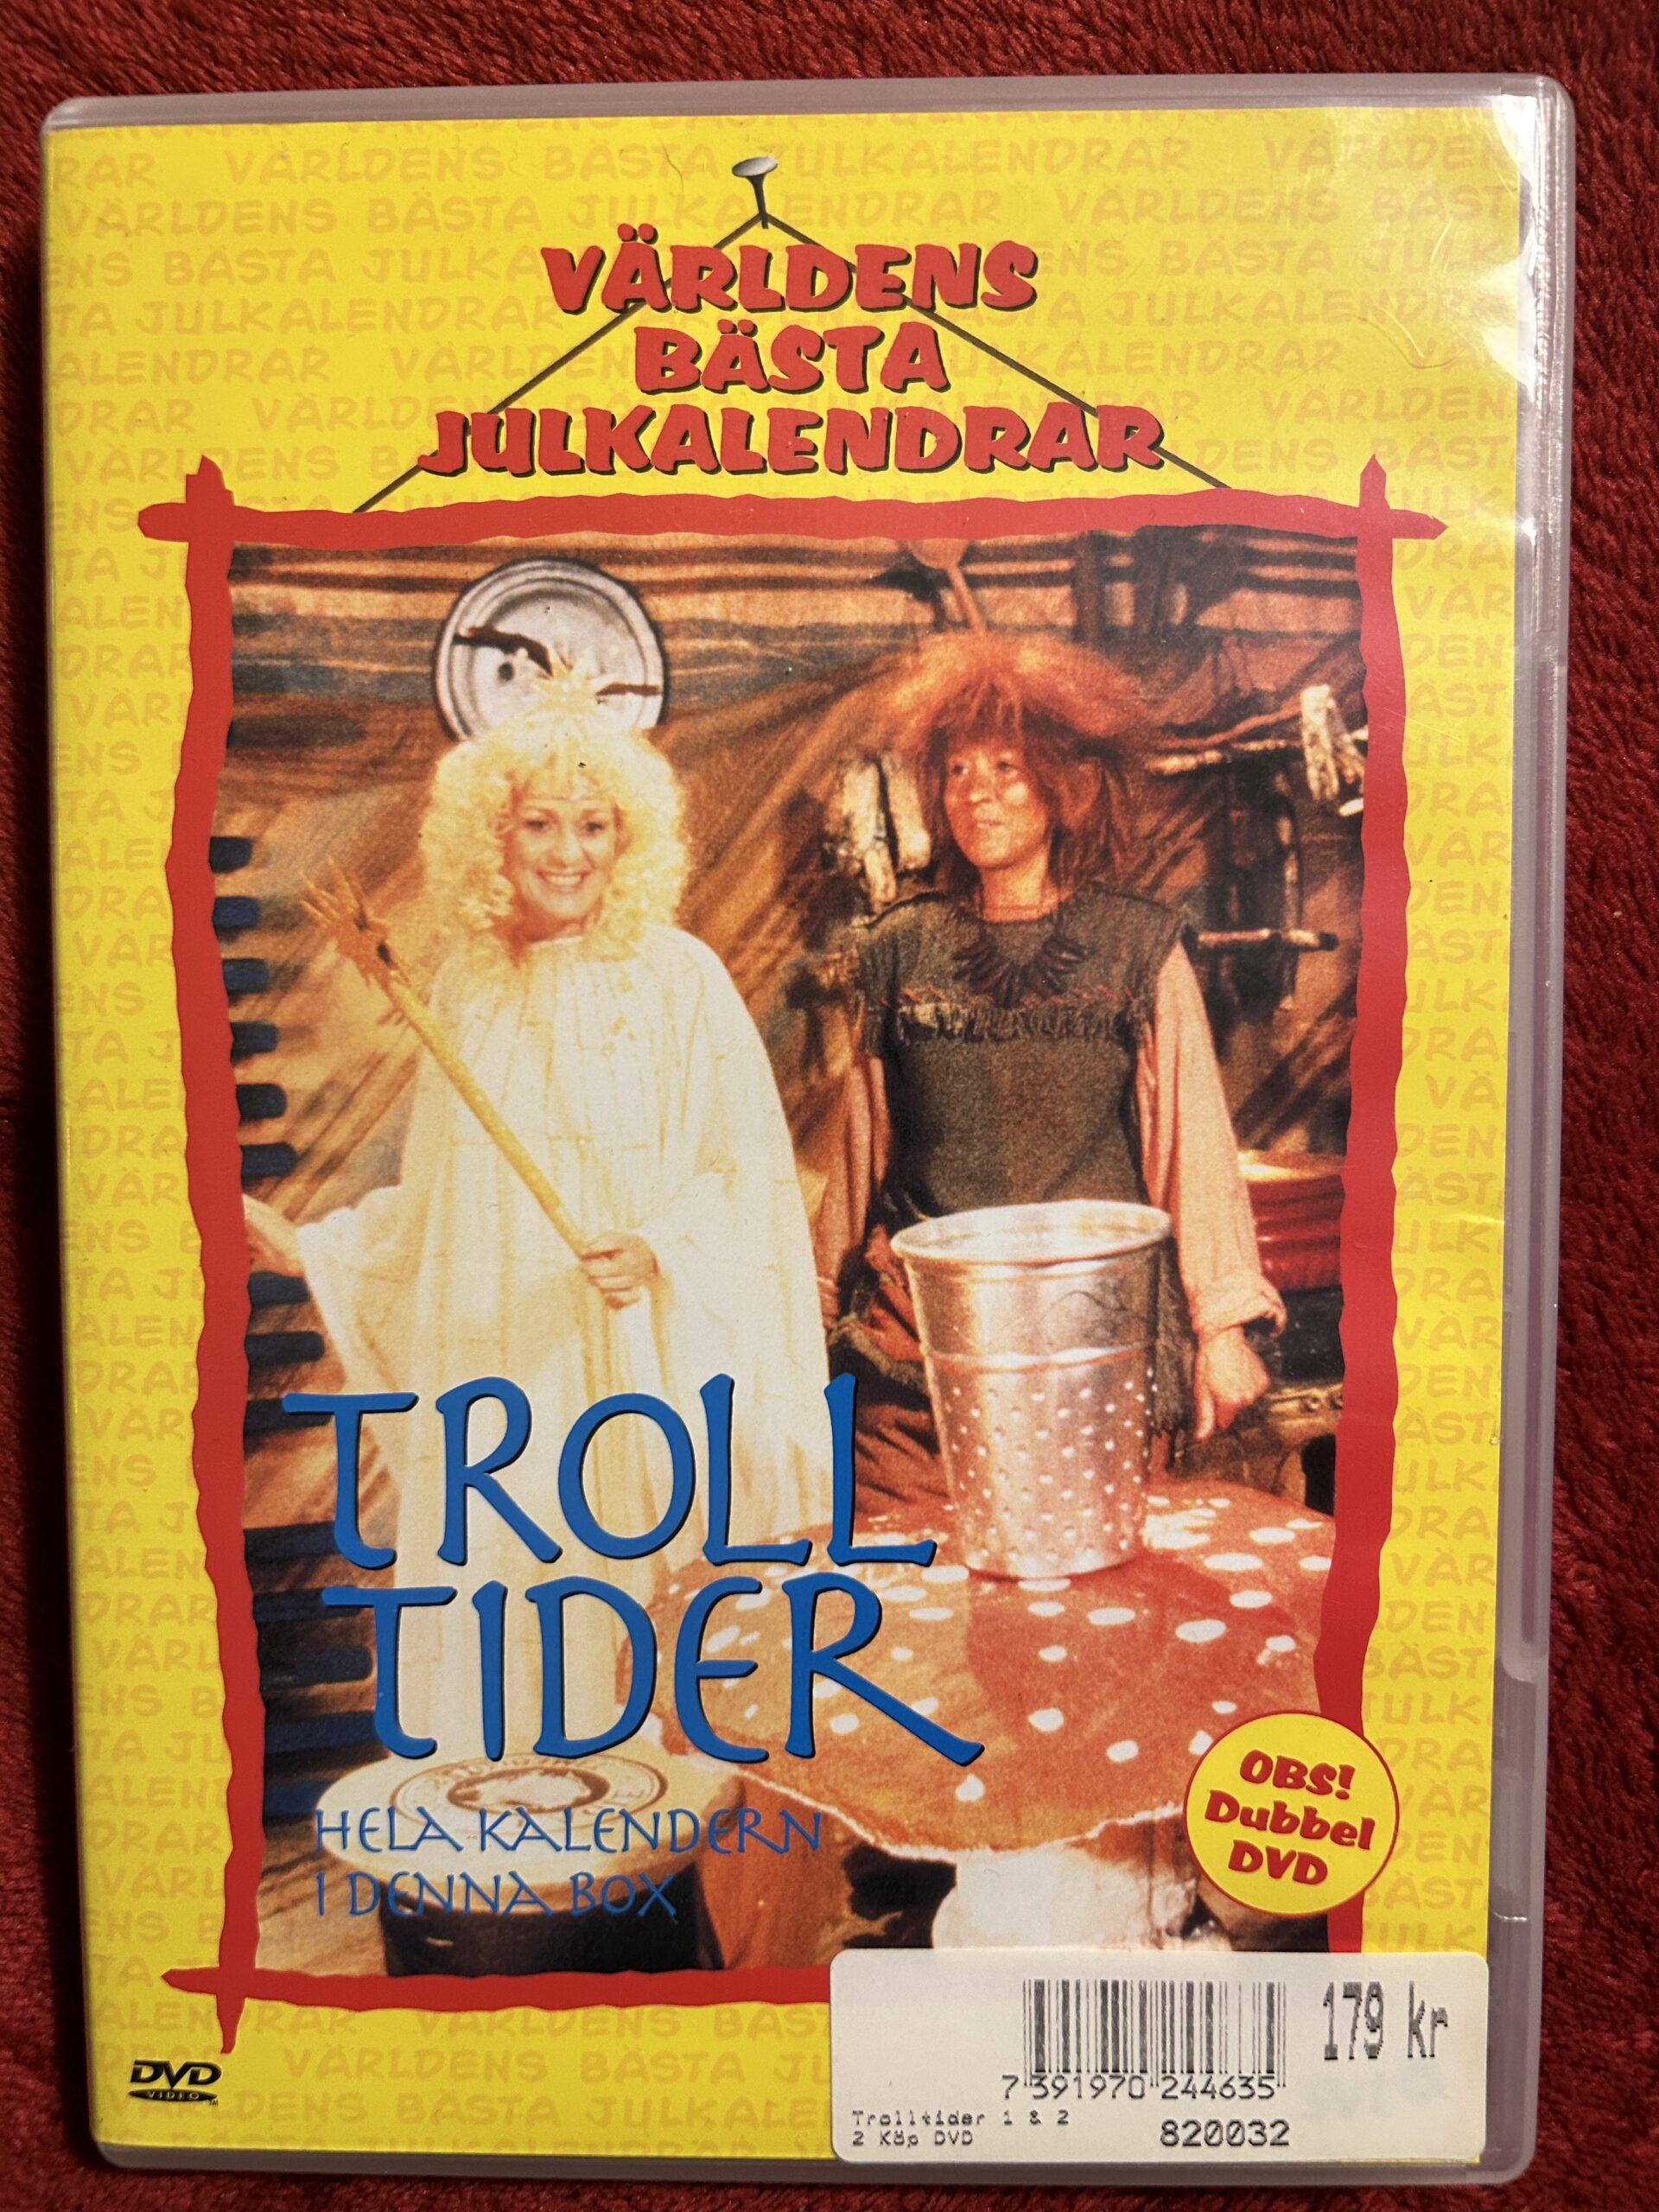 VÄRLDENS
BÄSTA
JULKALENDRAR
TROLL
TIDER
HELA KALENDERN
I DENNA BOX
OBS!
Dubbel
DVD
DVD
VIDEO
179 kr
7 391970 244635
Trolltider 1 & 2
2 Köp DVD
820032